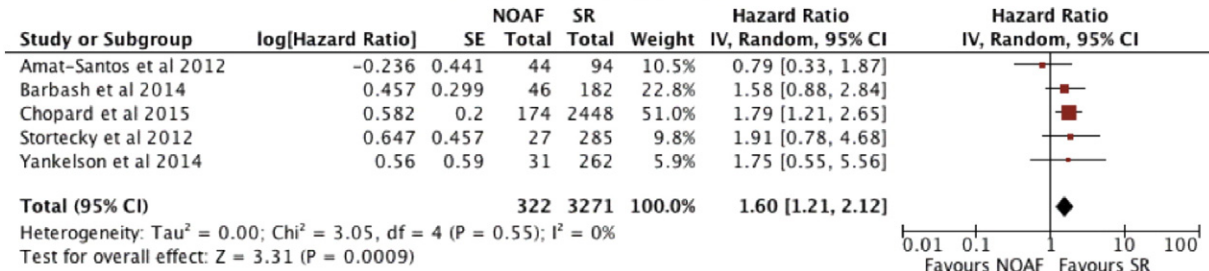 NOAF SR Hazard Ratio Hazard Ratio
Study or Subgroup log[Hazard Ratio] SE Total Total Weight IV, Random, 95% CI IV, Random, 95% CI
Amat-Santos et al 2012 -0.236 0.441 44 94 10.5% 0.79 [0.33, 1.87]
Barbash et al 2014 0.457 0.299 46 182 22.8% 1.58 [0.88, 2.84]
Chopard et al 2015 0.582 0.2 174 2448 51.0% 1.79 [1.21, 2.65]
Stortecky et al 2012 0.647 0.457 27 285 9.8% 1.91 [0.78, 4.68]
Yankelson et al 2014 0.56 0.59 31 262 5.9% 1.75 [0.55, 5.56]
Total (95% CI) 322 3271 100.0% 1.60 [1.21, 2.12]
Heterogeneity: Tau² = 0.00; Chi² = 3.05, df = 4 (P = 0.55); I² = 0%
Test for overall effect: Z = 3.31 (P = 0.0009)
0.01 0.1 1 10 100
Favours NOAF Favours SR